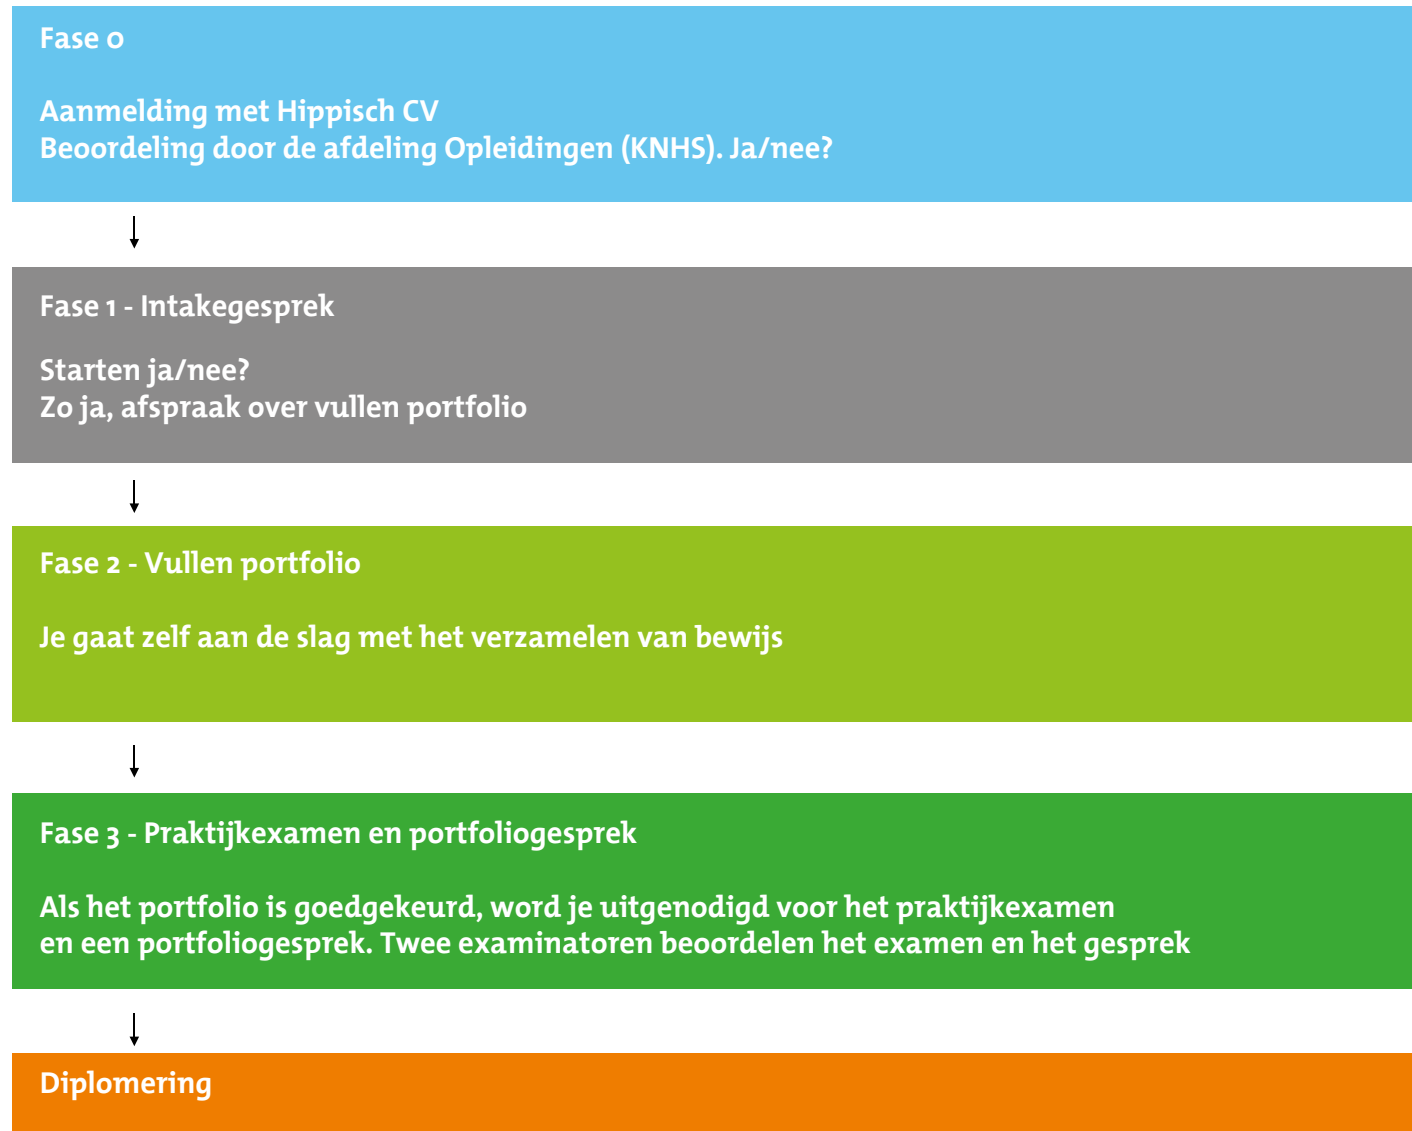 Fase 0
Aanmelding met Hippisch CV
Beoordeling door de afdeling Opleidingen (KNHS). Ja/nee?
Fase 1 - Intakegesprek
Starten ja/nee?
Zo ja, afspraak over vullen portfolio
Fase 2 - Vullen portfolio
Je gaat zelf aan de slag met het verzamelen van bewijs
Fase 3 - Praktijkexamen en portfoliogesprek
Als het portfolio is goedgekeurd, word je uitgenodigd voor het praktijkexamen
en een portfoliogesprek. Twee examinatoren beoordelen het examen en het gesprek
Diplomering